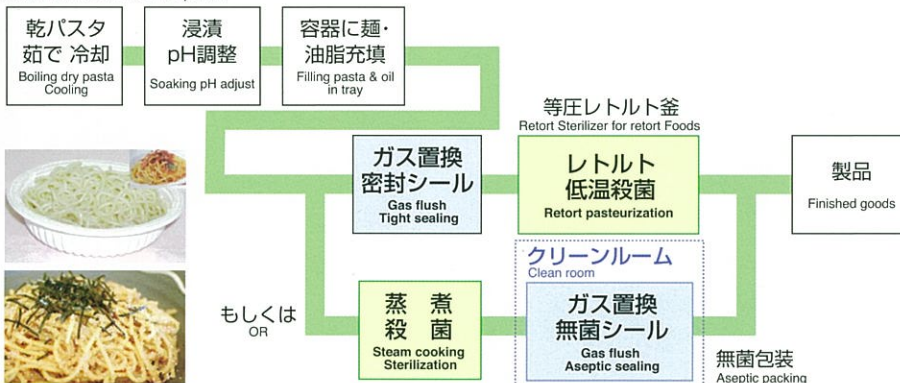 乾パスタ
茹で 冷却
Boiling dry pasta
Cooling
浸漬
pH調整
Soaking pH adjust
容器に麺・
油脂充填
Filling pasta & oil
in tray
等圧レトルト釜
Retort Sterilizer for retort Foods
ガス置換
密封シール
Gas flush
Tight sealing
レトルト
低温殺菌
Retort pasteurization
製品
Finished goods
もしくは
OR
蒸 煮
殺 菌
Steam cooking
Sterilization
クリーンルーム
Clean room
ガス置換
無菌シール
Gas flush
Aseptic sealing
無菌包装
Aseptic packing